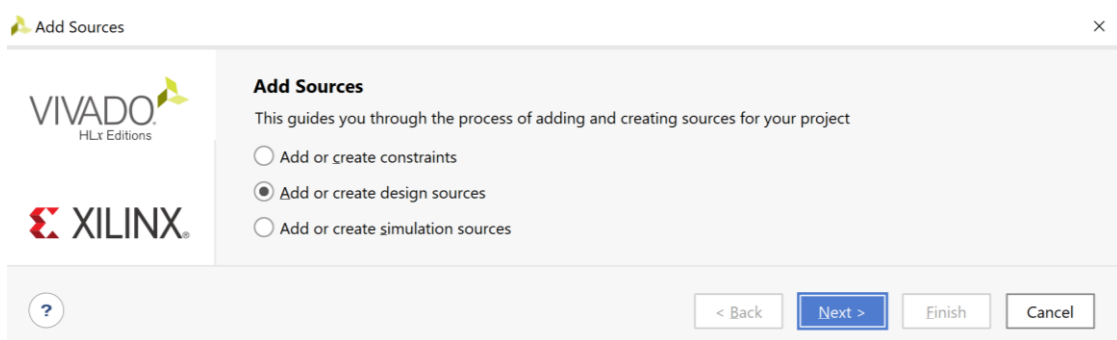 Add Sources
×
VIVADO.
HLx Editions
XILINX.
Add Sources
This guides you through the process of adding and creating sources for your project
Add or create constraints
Add or create design sources
Add or create simulation sources
?
< Back
Next >
Finish
Cancel